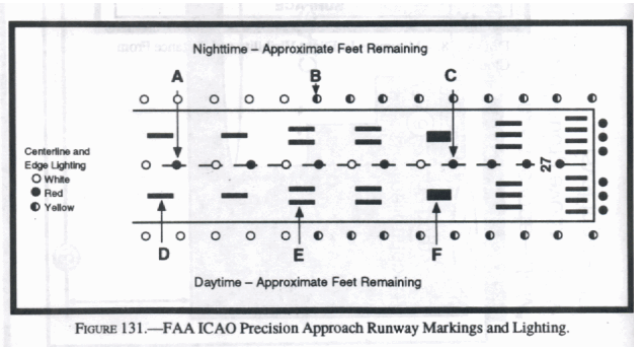 Nighttime – Approximate Feet Remaining
A B C
Centerline and
Edge Lighting
White
Red
Yellow
27
D E F
Daytime – Approximate Feet Remaining
FIGURE 131.—FAA ICAO Precision Approach Runway Markings and Lighting.